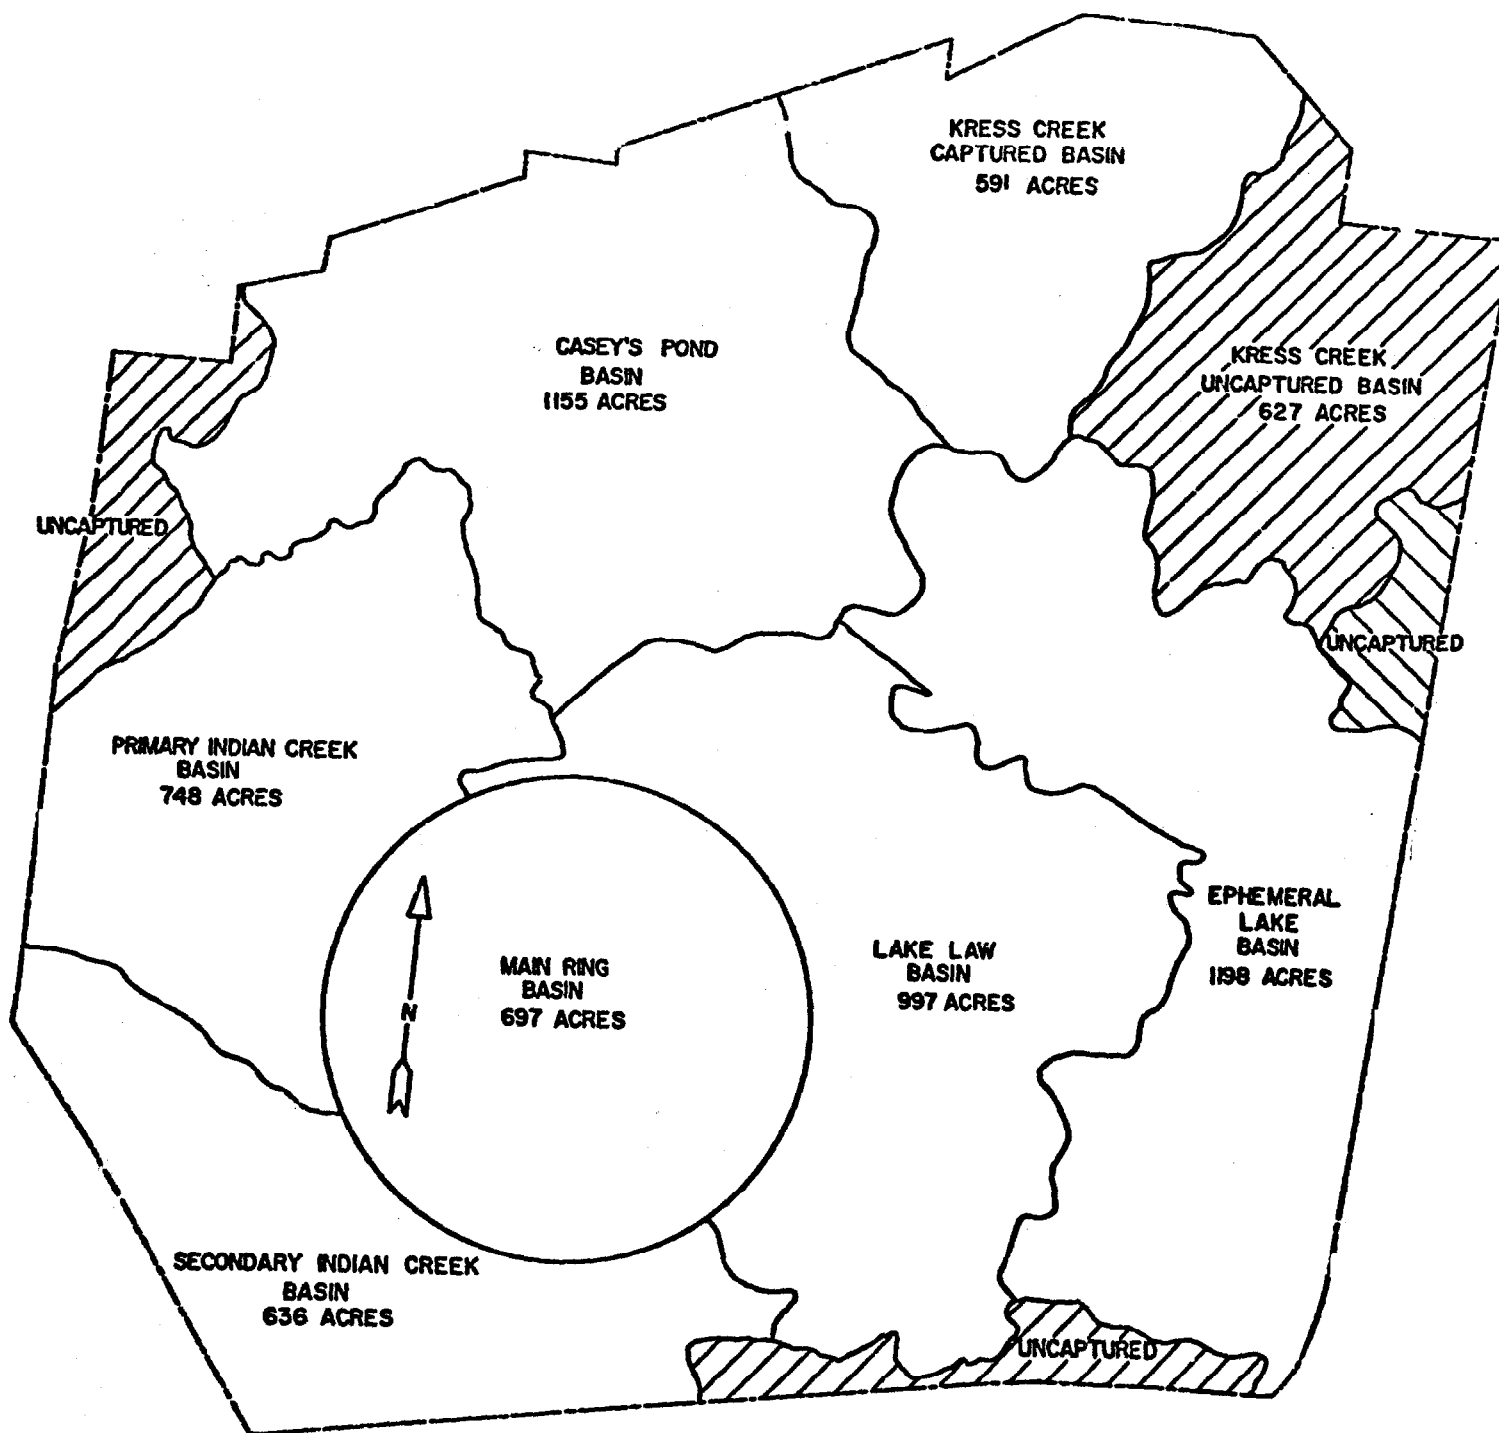 KRESS CREEK
CAPTURED BASIN
591 ACRES
CASEY'S POND
BASIN
1155 ACRES
KRESS CREEK
UNCAPTURED BASIN
627 ACRES
UNCAPTURED
UNCAPTURED
PRIMARY INDIAN CREEK
BASIN
748 ACRES
EPHEMERAL
LAKE
BASIN
1198 ACRES
LAKE LAW
BASIN
997 ACRES
MAIN RING
BASIN
697 ACRES
N
SECONDARY INDIAN CREEK
BASIN
636 ACRES
UNCAPTURED